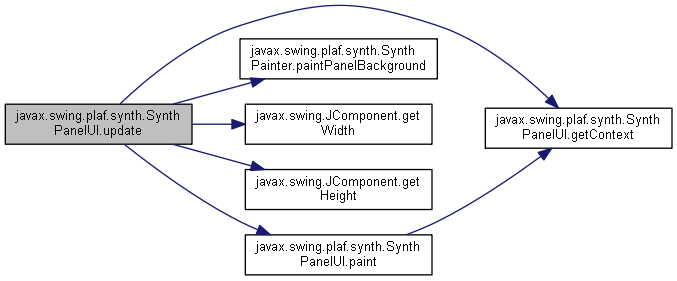 javax.swing.plaf.synth.Synth
PanelUI.update
javax.swing.plaf.synth.Synth
Painter.paintPanelBackground
javax.swing.JComponent.get
Width
javax.swing.JComponent.get
Height
javax.swing.plaf.synth.Synth
PanelUI.paint
javax.swing.plaf.synth.Synth
PanelUI.getContext